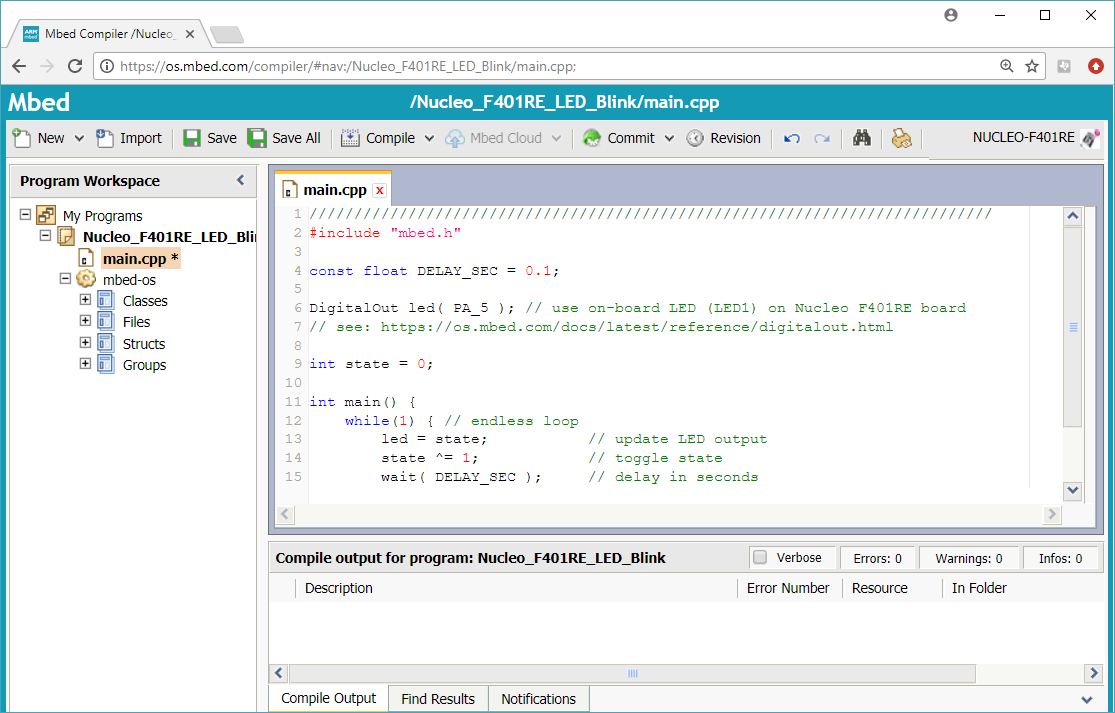 Mbed Compiler /Nucleo_
https://os.mbed.com/compiler/#nav:/Nucleo_F401RE_LED_Blink/main.cpp;
Mbed
/Nucleo_F401RE_LED_Blink/main.cpp
New Import Save Save All Compile Mbed Cloud Commit Revision NUCLEO-F401RE
Program Workspace
My Programs
Nucleo_F401RE_LED_Bli
main.cpp *
mbed-os
Classes
Files
Structs
Groups
main.cpp x
1 ////////////////////////////////////////////////////////////////////////////
2 #include "mbed.h"
3
4 const float DELAY_SEC = 0.1;
5
6 DigitalOut led( PA_5 ); // use on-board LED (LED1) on Nucleo F401RE board
7 // see: https://os.mbed.com/docs/latest/reference/digitalout.html
8
9 int state = 0;
10
11 int main() {
12     while(1) { // endless loop
13         led = state;           // update LED output
14         state ^= 1;            // toggle state
15         wait( DELAY_SEC );     // delay in seconds
Compile output for program: Nucleo_F401RE_LED_Blink Verbose Errors: 0 Warnings: 0 Infos: 0
Description Error Number Resource In Folder
Compile Output Find Results Notifications